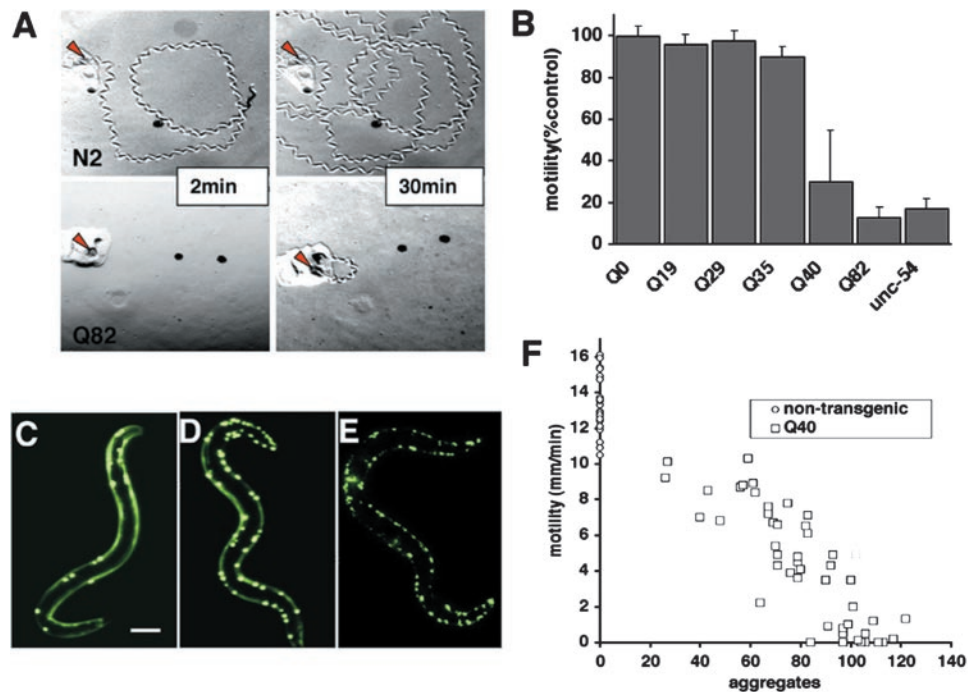 A
N2
2min
30min
Q82
B
motility(%control)
100
80
60
40
20
0
Q0
Q19
Q29
Q35
Q40
Q82
unc-54
C
D
E
F
motility (mm/min)
16
14
12
10
8
6
4
2
0
non-transgenic
Q40
0
20
40
60
80
100
120
140
aggregates